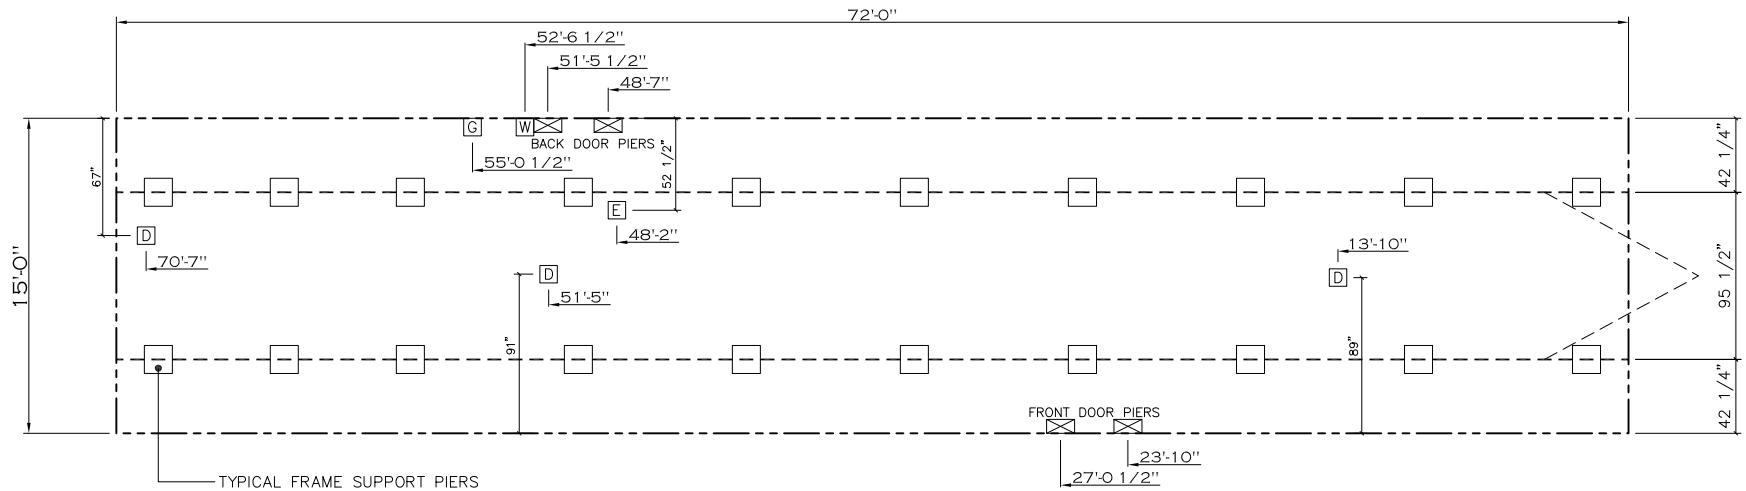 72'-0"
52'-6 1/2"
51'-5 1/2"
48'-7"
G
W
BACK DOOR PIERS
55'-0 1/2"
52 1/2"
42 1/4"
67"
E
48'-2"
D
70'-7"
13'-10"
D
51'-5"
D
15'-0"
95 1/2"
91"
89"
42 1/4"
FRONT DOOR PIERS
23'-10"
27'-0 1/2"
TYPICAL FRAME SUPPORT PIERS